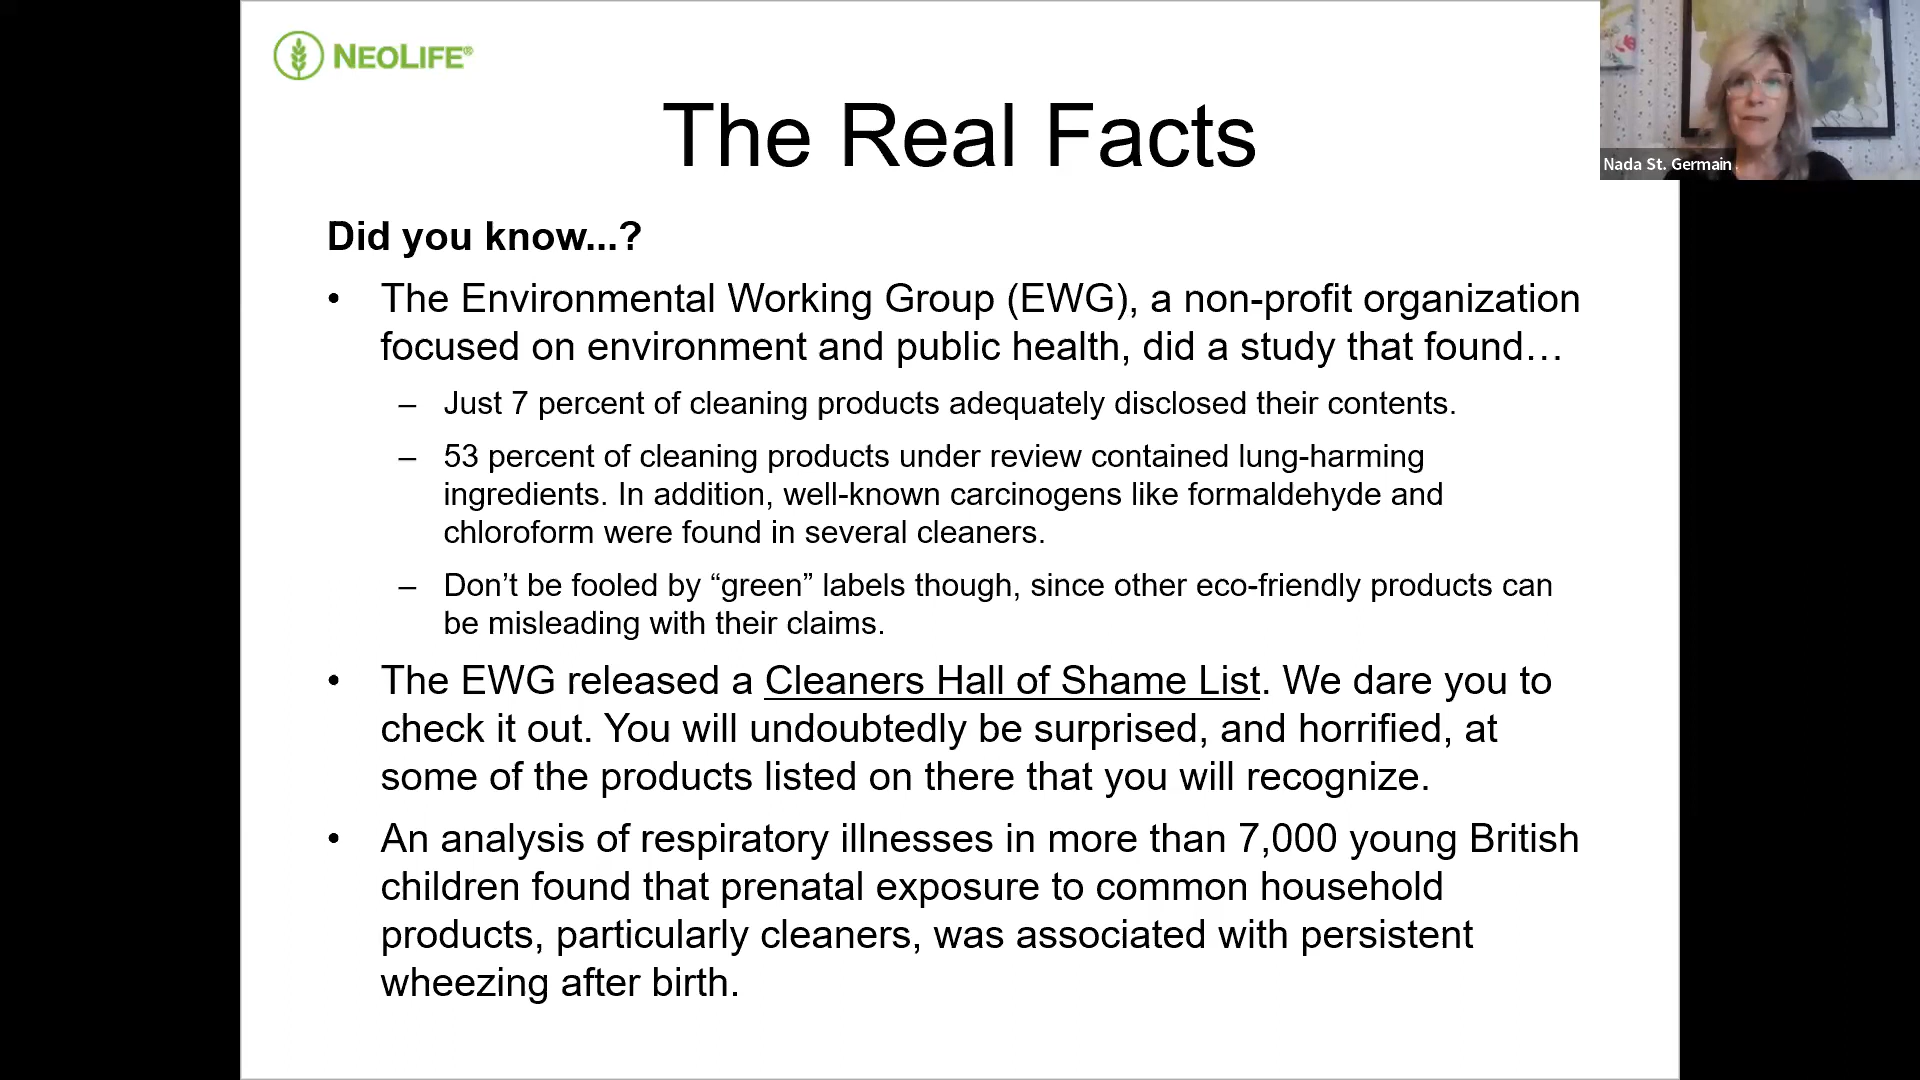 NEOLIFE®
The Real Facts
Nada St. Germain
Did you know...?
• The Environmental Working Group (EWG), a non-profit organization
focused on environment and public health, did a study that found…
– Just 7 percent of cleaning products adequately disclosed their contents.
– 53 percent of cleaning products under review contained lung-harming
ingredients. In addition, well-known carcinogens like formaldehyde and
chloroform were found in several cleaners.
– Don’t be fooled by “green” labels though, since other eco-friendly products can
be misleading with their claims.
• The EWG released a Cleaners Hall of Shame List. We dare you to
check it out. You will undoubtedly be surprised, and horrified, at
some of the products listed on there that you will recognize.
• An analysis of respiratory illnesses in more than 7,000 young British
children found that prenatal exposure to common household
products, particularly cleaners, was associated with persistent
wheezing after birth.